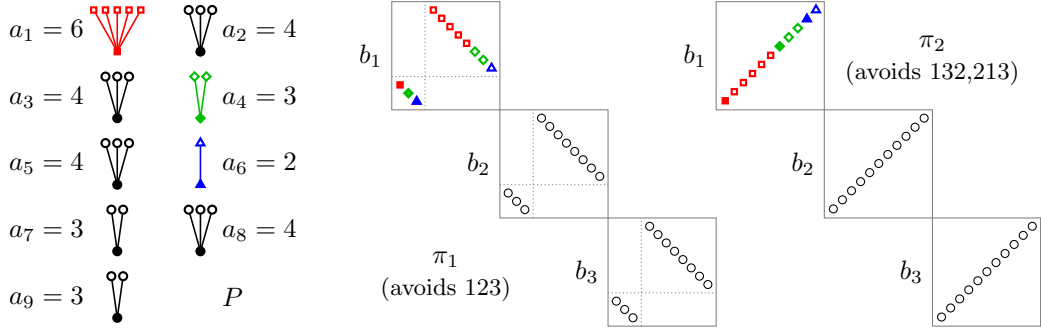 a₁ = 6
a₂ = 4
a₃ = 4
a₄ = 3
a₅ = 4
a₆ = 2
a₇ = 3
a₈ = 4
a₉ = 3
P
b₁
b₂
b₃
π₁
(avoids 123)
b₁
b₂
b₃
π₂
(avoids 132,213)